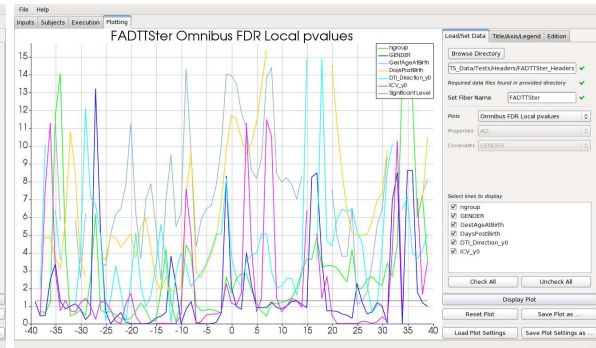 File Help
Inputs Subjects Execution Plotting
FADTTSter Omnibus FDR Local pvalues
15
14
13
12
11
10
9
8
7
6
5
4
3
2
1
0
-40 -35 -30 -25 -20 -15 -10 -5 0 5 10 15 20 25 30 35 40
ngroup
GENDER
GestAgeAtBirth
DaysPostBirth
DTI_Direction_y0
ICV_y0
Significant Level
Load/Set Data Title/Axis/Legend Edition
Browse Directory
TS_Data/Tests/Headers/FADTTSter_Headers
Required data files found in provided directory.
Set Fiber Name FADTTSter
Plots Omnibus FDR Local pvalues
Properties AD
Covariates GENDER
Select lines to display
ngroup
GENDER
GestAgeAtBirth
DaysPostBirth
DTI_Direction_y0
ICV_y0
Check All Uncheck All
Display Plot
Reset Plot Save Plot as ...
Load Plot Settings Save Plot Settings as ...